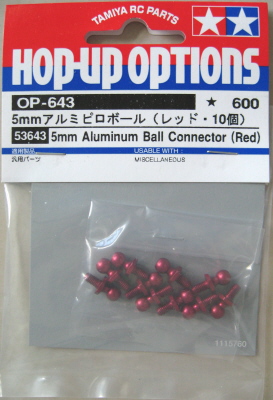 TAMIYA RC PARTS
TAMIYA
HOP-UP OPTIONS
OP-643 ★ 600
5mmアルミピロボール（レッド・10個）
53643 5mm Aluminum Ball Connector (Red)
適用製品 USABLE WITH :
汎用パーツ MISCELLANEOUS